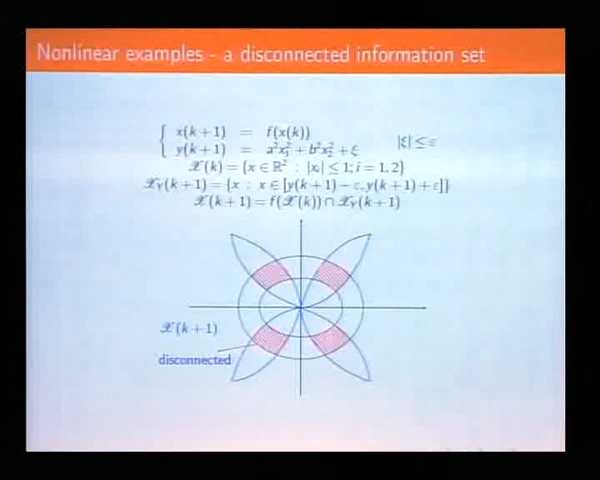 Nonlinear examples - a disconnected information set
{ x(k+1) = f(x(k))
y(k+1) = a²x₁² + b²x₂² + ξ |ξ| ≤ ε
𝒳(k) = {x ∈ ℝ² : |xᵢ| ≤ 1; i = 1, 2}
𝒳_Y(k+1) = {x : x ∈ [y(k+1) − ε, y(k+1) + ε]}
𝒳(k+1) = f(𝒳(k)) ∩ 𝒳_Y(k+1)
𝒳(k+1)
disconnected